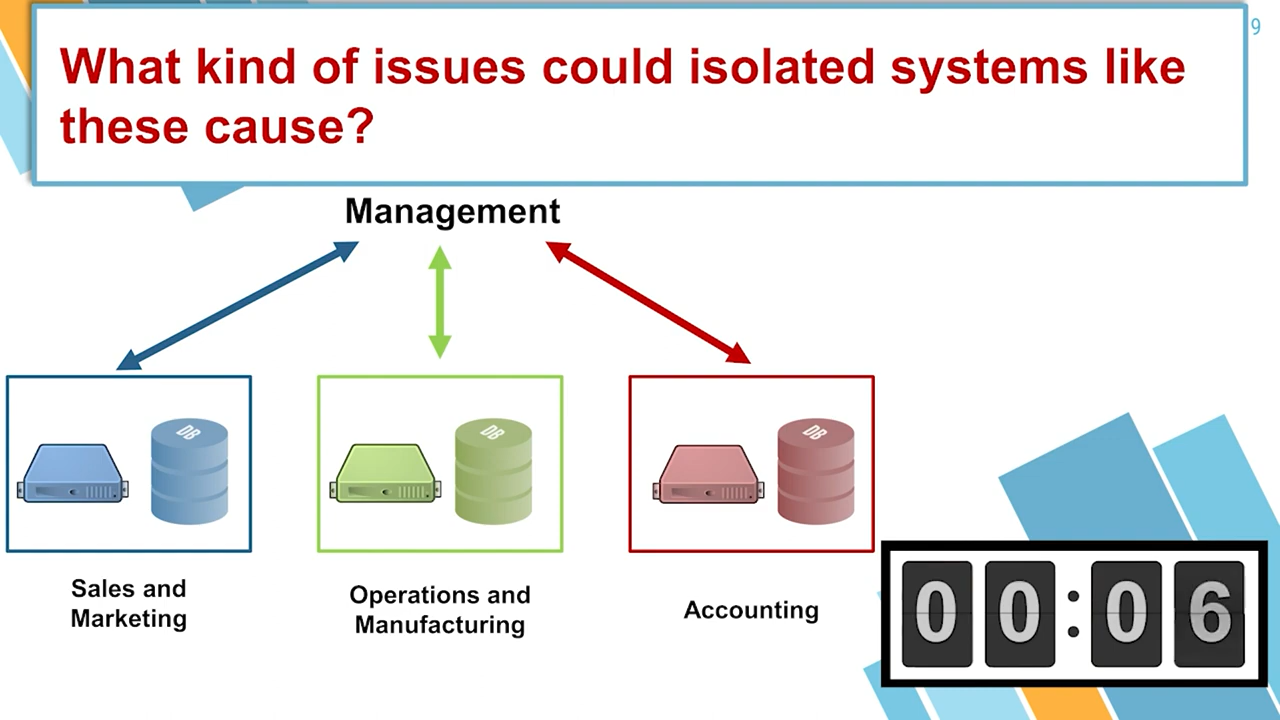 9
What kind of issues could isolated systems like
these cause?
Management
DB
DB
DB
Sales and
Marketing
Operations and
Manufacturing
Accounting
00:06